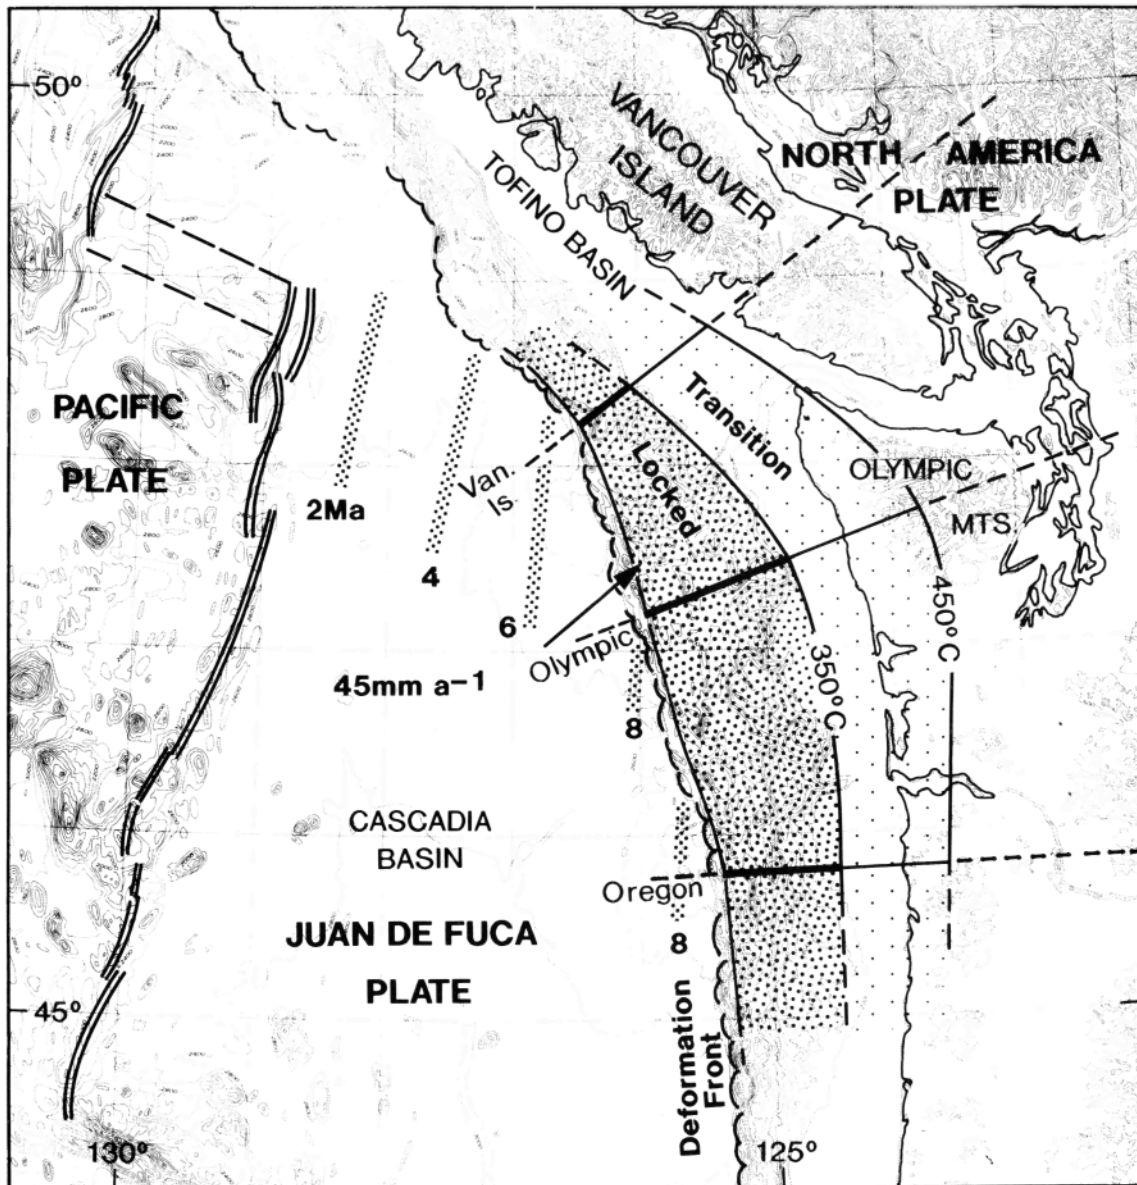 50°
VANCOUVER
ISLAND
NORTH AMERICA
PLATE
TOFINO BASIN
PACIFIC
PLATE
Transition
Locked
Van
Is
OLYMPIC
MTS
2Ma
4
6
Olympic
450°C
350°C
45mm a-1
8
CASCADIA
BASIN
Oregon
8
JUAN DE FUCA
PLATE
45°
Deformation
Front
130°
125°